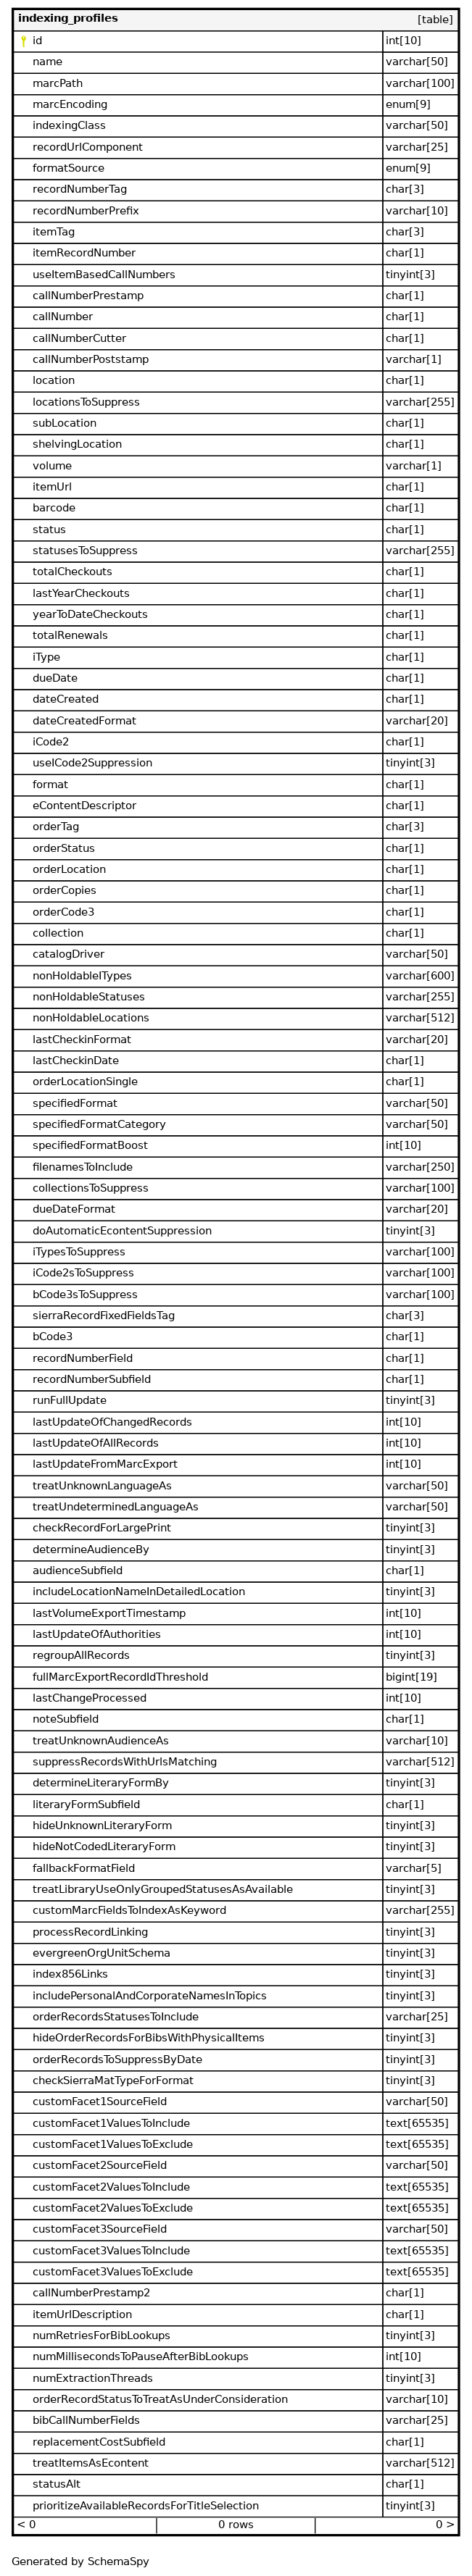 indexing_profiles [table]
id int[10]
name varchar[50]
marcPath varchar[100]
marcEncoding enum[9]
indexingClass varchar[50]
recordUrlComponent varchar[25]
formatSource enum[9]
recordNumberTag char[3]
recordNumberPrefix varchar[10]
itemTag char[3]
itemRecordNumber char[1]
useItemBasedCallNumbers tinyint[3]
callNumberPrestamp char[1]
callNumber char[1]
callNumberCutter char[1]
callNumberPoststamp varchar[1]
location char[1]
locationsToSuppress varchar[255]
subLocation char[1]
shelvingLocation char[1]
volume varchar[1]
itemUrl char[1]
barcode char[1]
status char[1]
statusesToSuppress varchar[255]
totalCheckouts char[1]
lastYearCheckouts char[1]
yearToDateCheckouts char[1]
totalRenewals char[1]
iType char[1]
dueDate char[1]
dateCreated char[1]
dateCreatedFormat varchar[20]
iCode2 char[1]
useICode2Suppression tinyint[3]
format char[1]
eContentDescriptor char[1]
orderTag char[3]
orderStatus char[1]
orderLocation char[1]
orderCopies char[1]
orderCode3 char[1]
collection char[1]
catalogDriver varchar[50]
nonHoldableITypes varchar[600]
nonHoldableStatuses varchar[255]
nonHoldableLocations varchar[512]
lastCheckinFormat varchar[20]
lastCheckinDate char[1]
orderLocationSingle char[1]
specifiedFormat varchar[50]
specifiedFormatCategory varchar[50]
specifiedFormatBoost int[10]
filenamesToInclude varchar[250]
collectionsToSuppress varchar[100]
dueDateFormat varchar[20]
doAutomaticEcontentSuppression tinyint[3]
iTypesToSuppress varchar[100]
iCode2sToSuppress varchar[100]
bCode3sToSuppress varchar[100]
sierraRecordFixedFieldsTag char[3]
bCode3 char[1]
recordNumberField char[1]
recordNumberSubfield char[1]
runFullUpdate tinyint[3]
lastUpdateOfChangedRecords int[10]
lastUpdateOfAllRecords int[10]
lastUpdateFromMarcExport int[10]
treatUnknownLanguageAs varchar[50]
treatUndeterminedLanguageAs varchar[50]
checkRecordForLargePrint tinyint[3]
determineAudienceBy tinyint[3]
audienceSubfield char[1]
includeLocationNameInDetailedLocation tinyint[3]
lastVolumeExportTimestamp int[10]
lastUpdateOfAuthorities int[10]
regroupAllRecords tinyint[3]
fullMarcExportRecordIdThreshold bigint[19]
lastChangeProcessed int[10]
noteSubfield char[1]
treatUnknownAudienceAs varchar[10]
suppressRecordsWithUrlsMatching varchar[512]
determineLiteraryFormBy tinyint[3]
literaryFormSubfield char[1]
hideUnknownLiteraryForm tinyint[3]
hideNotCodedLiteraryForm tinyint[3]
fallbackFormatField varchar[5]
treatLibraryUseOnlyGroupedStatusesAsAvailable tinyint[3]
customMarcFieldsToIndexAsKeyword varchar[255]
processRecordLinking tinyint[3]
evergreenOrgUnitSchema tinyint[3]
index856Links tinyint[3]
includePersonalAndCorporateNamesInTopics tinyint[3]
orderRecordsStatusesToInclude varchar[25]
hideOrderRecordsForBibsWithPhysicalItems tinyint[3]
orderRecordsToSuppressByDate tinyint[3]
checkSierraMatTypeForFormat tinyint[3]
customFacet1SourceField varchar[50]
customFacet1ValuesToInclude text[65535]
customFacet1ValuesToExclude text[65535]
customFacet2SourceField varchar[50]
customFacet2ValuesToInclude text[65535]
customFacet2ValuesToExclude text[65535]
customFacet3SourceField varchar[50]
customFacet3ValuesToInclude text[65535]
customFacet3ValuesToExclude text[65535]
callNumberPrestamp2 char[1]
itemUrlDescription char[1]
numRetriesForBibLookups tinyint[3]
numMillisecondsToPauseAfterBibLookups int[10]
numExtractionThreads tinyint[3]
orderRecordStatusToTreatAsUnderConsideration varchar[10]
bibCallNumberFields varchar[25]
replacementCostSubfield char[1]
treatItemsAsEcontent varchar[512]
statusAlt char[1]
prioritizeAvailableRecordsForTitleSelection tinyint[3]
< 0 0 rows 0 >
Generated by SchemaSpy